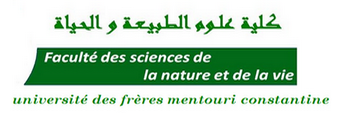 كلية علوم الطبيعة و الحياة
Faculté des sciences de
la nature et de la vie
université des frères mentouri constantine